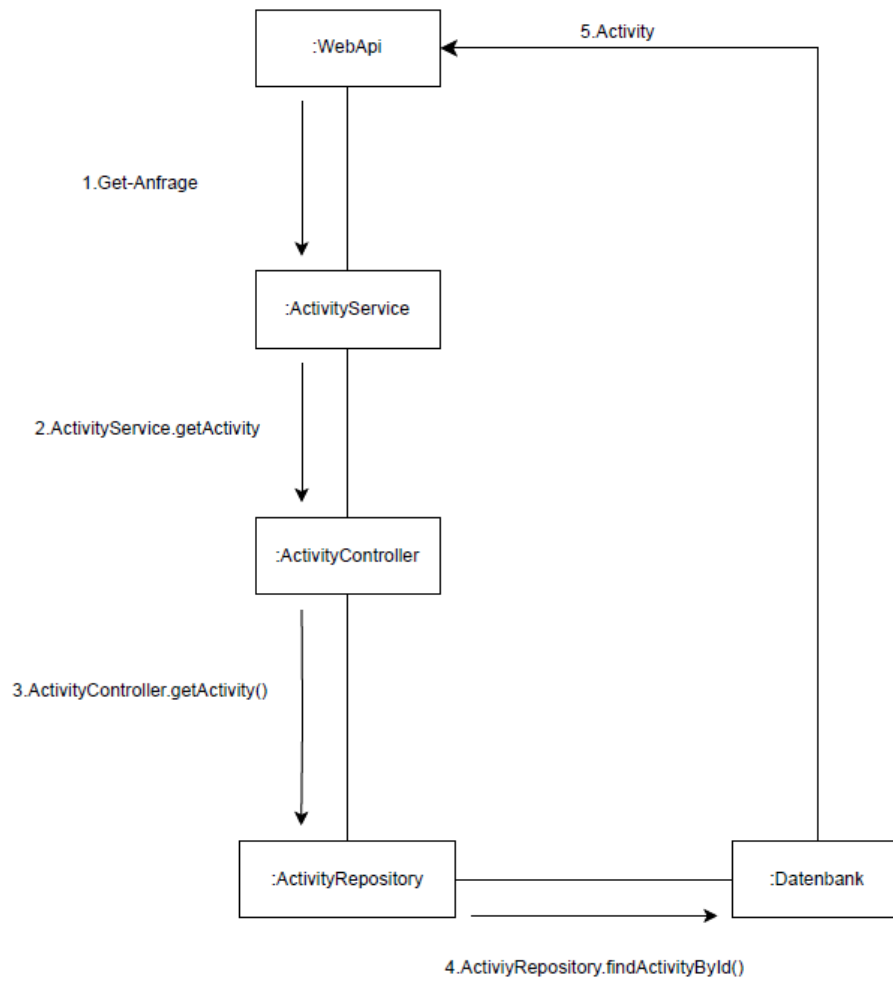 :WebApi
5.Activity
1.Get-Anfrage
:ActivityService
2.ActivityService.getActivity
:ActivityController
3.ActivityController.getActivity()
:ActivityRepository
:Datenbank
4.ActiviyRepository.findActivityById()